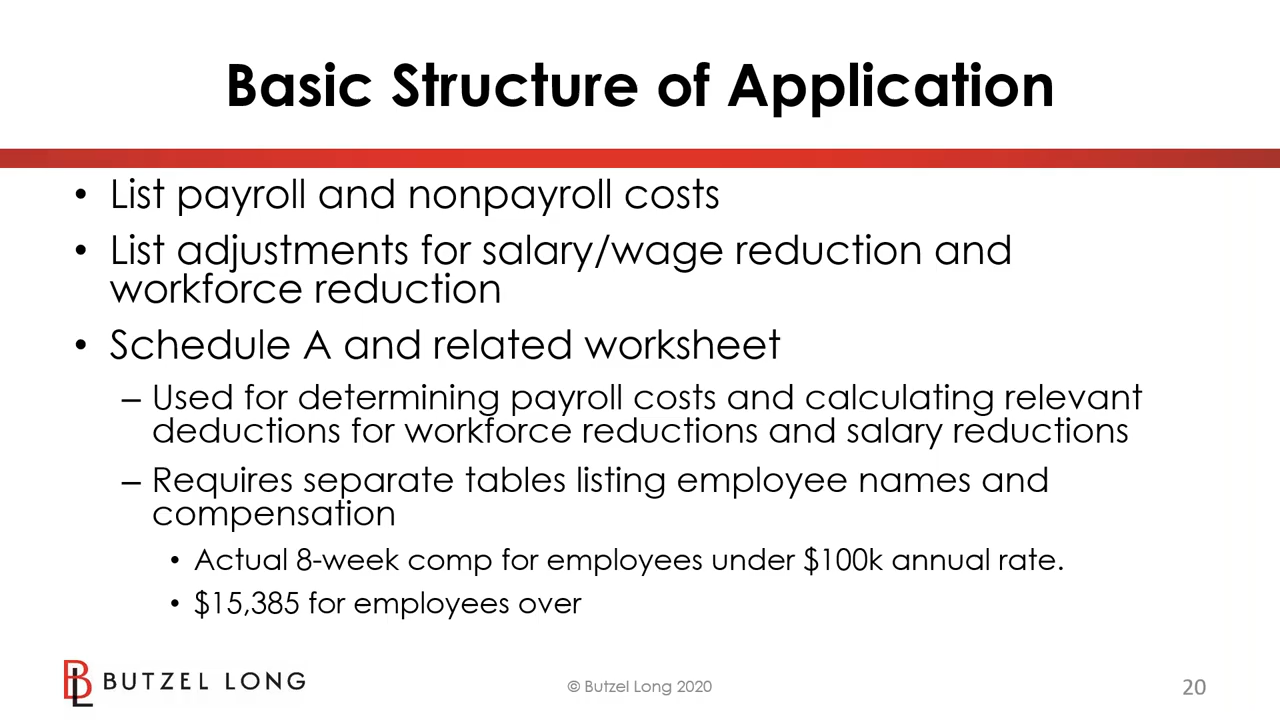 Basic Structure of Application
• List payroll and nonpayroll costs
• List adjustments for salary/wage reduction and
workforce reduction
• Schedule A and related worksheet
– Used for determining payroll costs and calculating relevant
deductions for workforce reductions and salary reductions
– Requires separate tables listing employee names and
compensation
• Actual 8-week comp for employees under $100k annual rate.
• $15,385 for employees over
BL BUTZEL LONG
© Butzel Long 2020
20